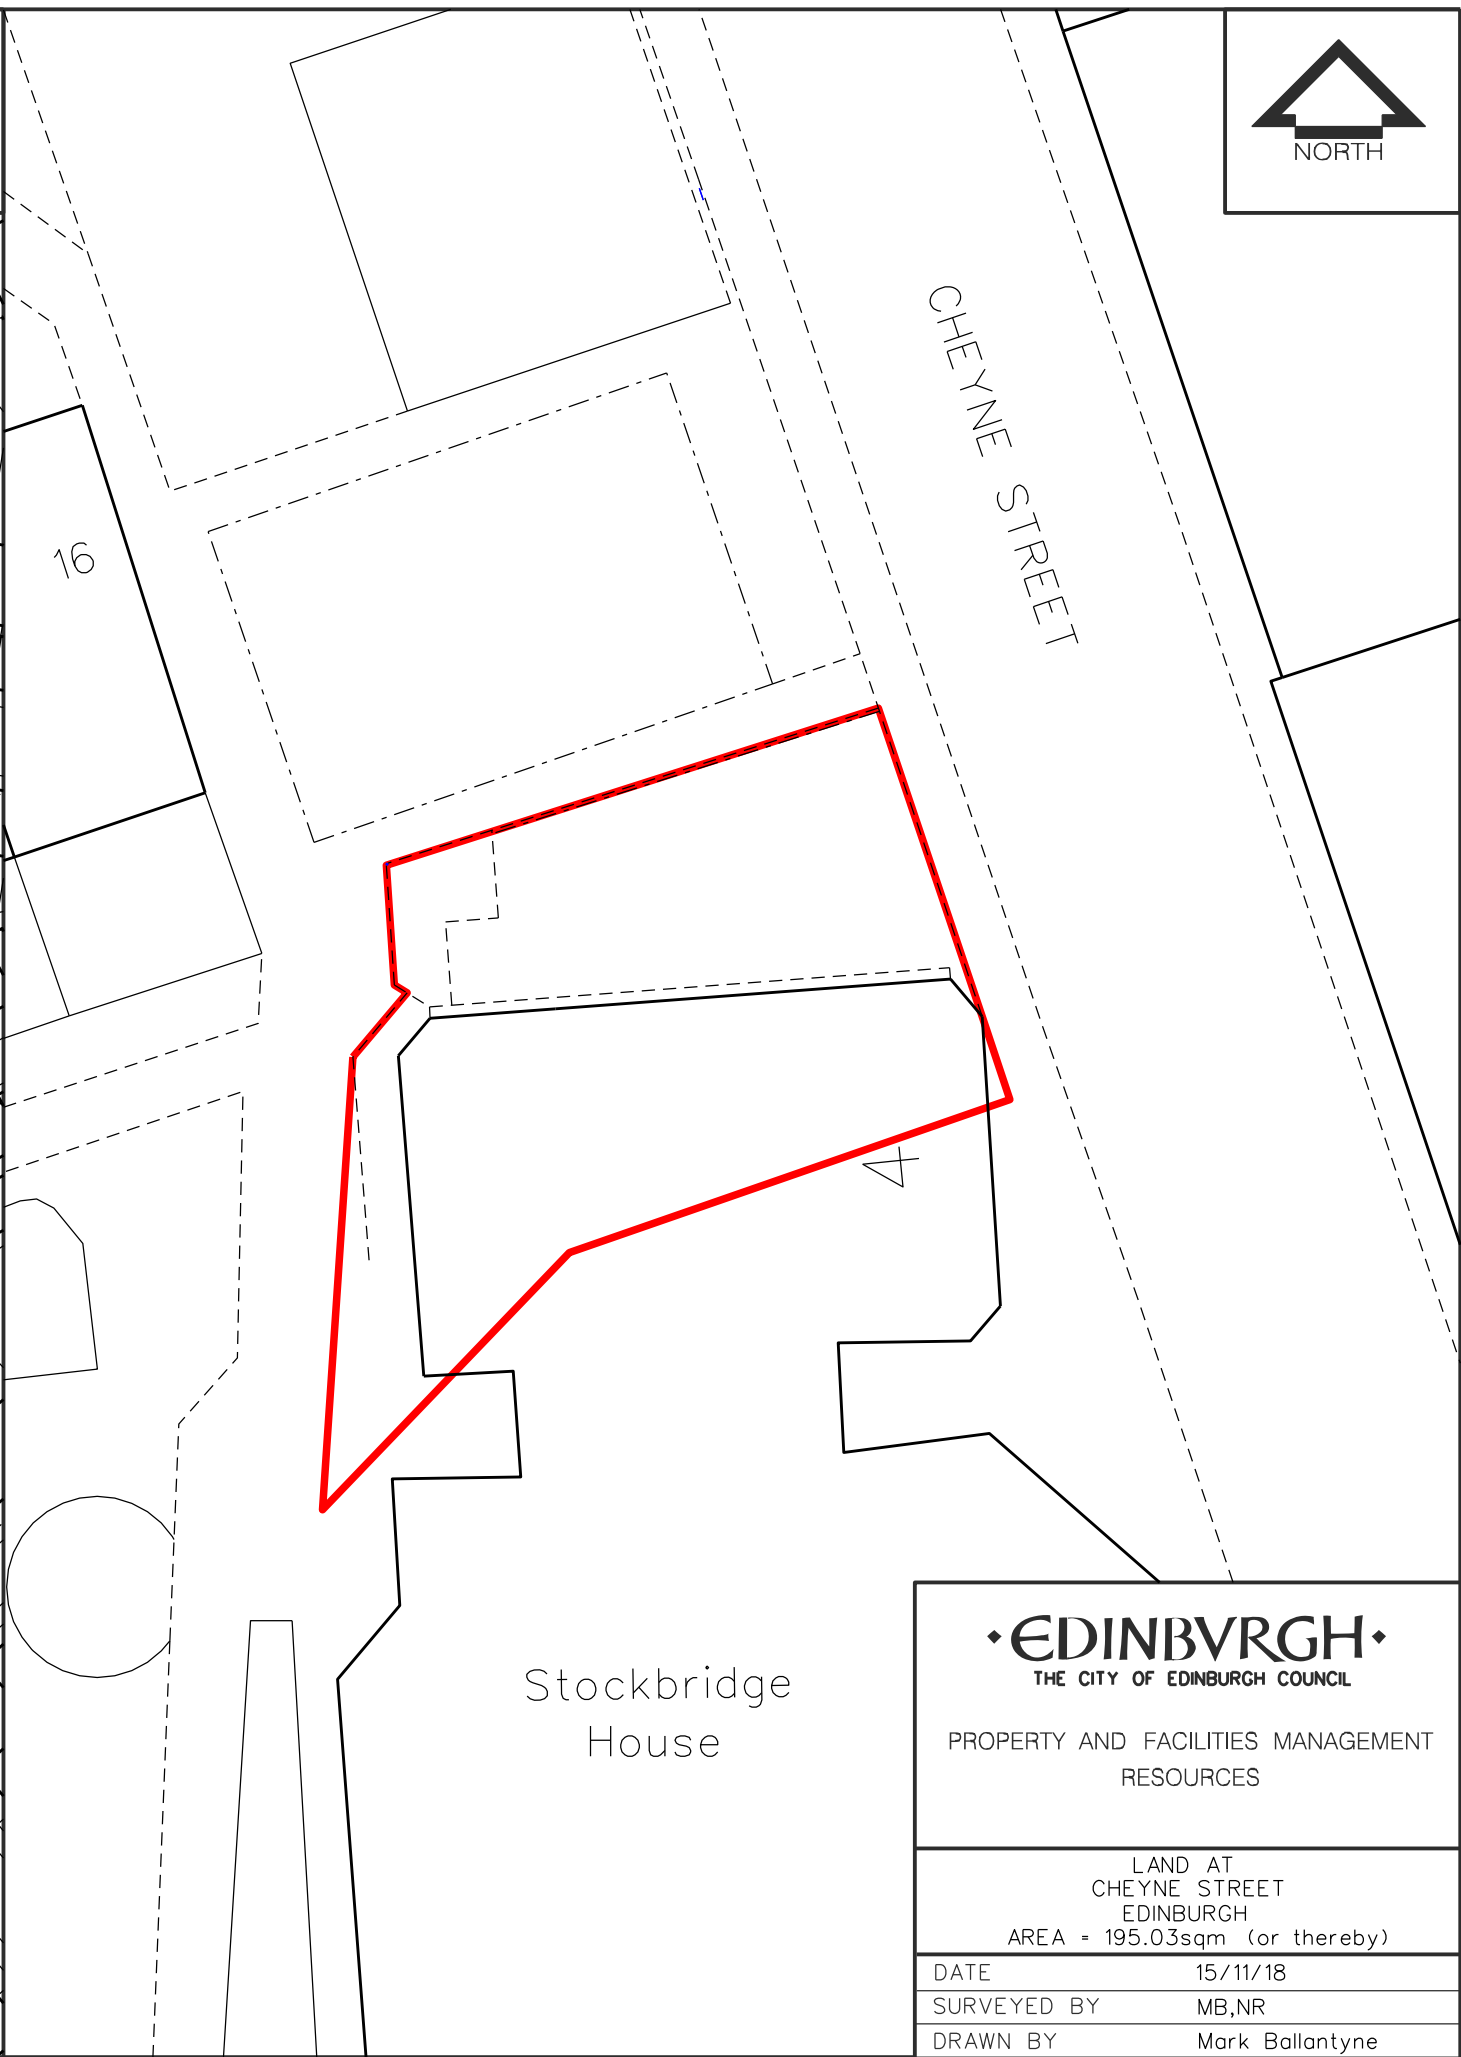 NORTH
CHEYNE STREET
16
4
Stockbridge
House
•EDINBVRGH•
THE CITY OF EDINBURGH COUNCIL
PROPERTY AND FACILITIES MANAGEMENT
RESOURCES
LAND AT
CHEYNE STREET
EDINBURGH
AREA = 195.03sqm (or thereby)
DATE 15/11/18
SURVEYED BY MB,NR
DRAWN BY Mark Ballantyne